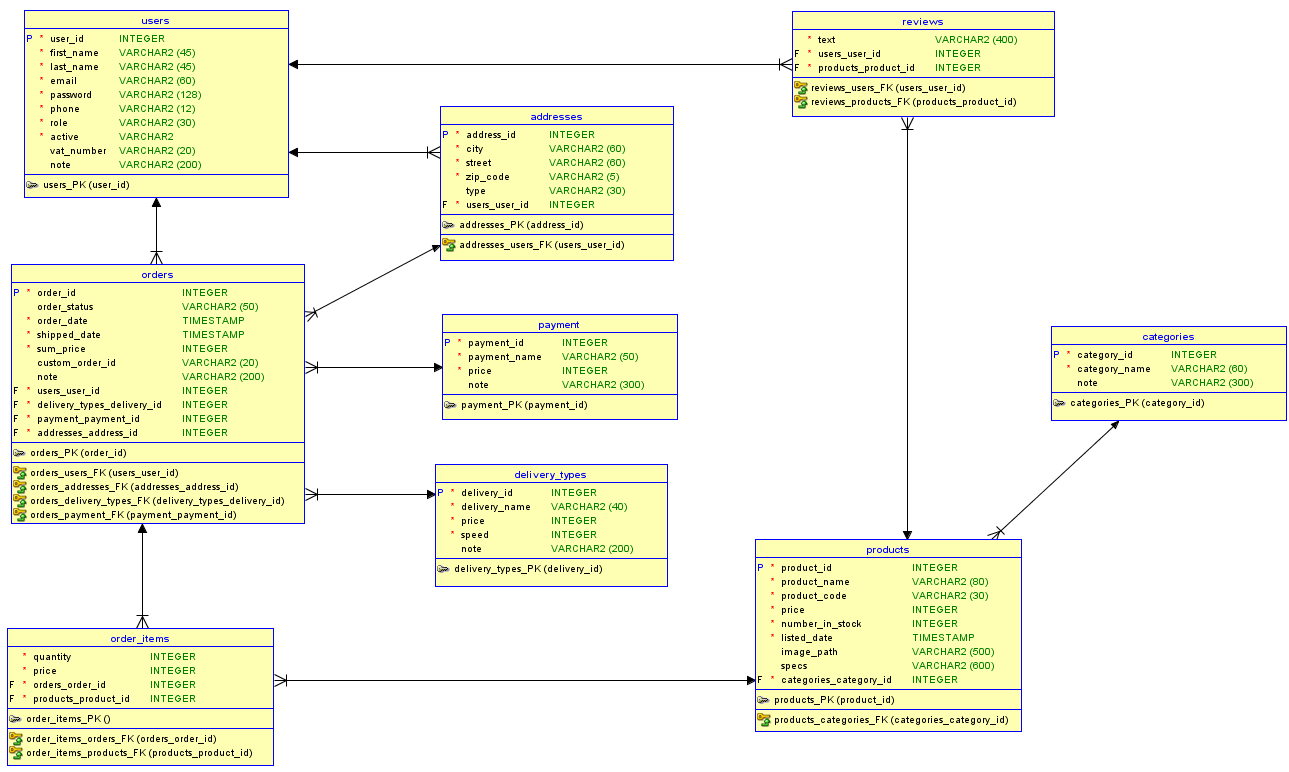 users
P * user_id INTEGER
* first_name VARCHAR2 (45)
* last_name VARCHAR2 (45)
* email VARCHAR2 (60)
* password VARCHAR2 (128)
* phone VARCHAR2 (12)
* role VARCHAR2 (30)
* active VARCHAR2
vat_number VARCHAR2 (20)
note VARCHAR2 (200)
users_PK (user_id)
reviews
* text VARCHAR2 (400)
F * users_user_id INTEGER
F * products_product_id INTEGER
reviews_users_FK (users_user_id)
reviews_products_FK (products_product_id)
addresses
P * address_id INTEGER
* city VARCHAR2 (60)
* street VARCHAR2 (60)
* zip_code VARCHAR2 (5)
type VARCHAR2 (30)
F * users_user_id INTEGER
addresses_PK (address_id)
addresses_users_FK (users_user_id)
orders
P * order_id INTEGER
order_status VARCHAR2 (50)
* order_date TIMESTAMP
* shipped_date TIMESTAMP
* sum_price INTEGER
custom_order_id VARCHAR2 (20)
note VARCHAR2 (200)
F * users_user_id INTEGER
F * delivery_types_delivery_id INTEGER
F * payment_payment_id INTEGER
F * addresses_address_id INTEGER
orders_PK (order_id)
orders_users_FK (users_user_id)
orders_addresses_FK (addresses_address_id)
orders_delivery_types_FK (delivery_types_delivery_id)
orders_payment_FK (payment_payment_id)
payment
P * payment_id INTEGER
* payment_name VARCHAR2 (50)
* price INTEGER
note VARCHAR2 (300)
payment_PK (payment_id)
categories
P * category_id INTEGER
* category_name VARCHAR2 (60)
note VARCHAR2 (300)
categories_PK (category_id)
delivery_types
P * delivery_id INTEGER
* delivery_name VARCHAR2 (40)
* price INTEGER
* speed INTEGER
note VARCHAR2 (200)
delivery_types_PK (delivery_id)
products
P * product_id INTEGER
* product_name VARCHAR2 (80)
* product_code VARCHAR2 (30)
* price INTEGER
* number_in_stock INTEGER
* listed_date TIMESTAMP
image_path VARCHAR2 (500)
specs VARCHAR2 (600)
F * categories_category_id INTEGER
products_PK (product_id)
products_categories_FK (categories_category_id)
order_items
* quantity INTEGER
* price INTEGER
F * orders_order_id INTEGER
F * products_product_id INTEGER
order_items_PK ()
order_items_orders_FK (orders_order_id)
order_items_products_FK (products_product_id)